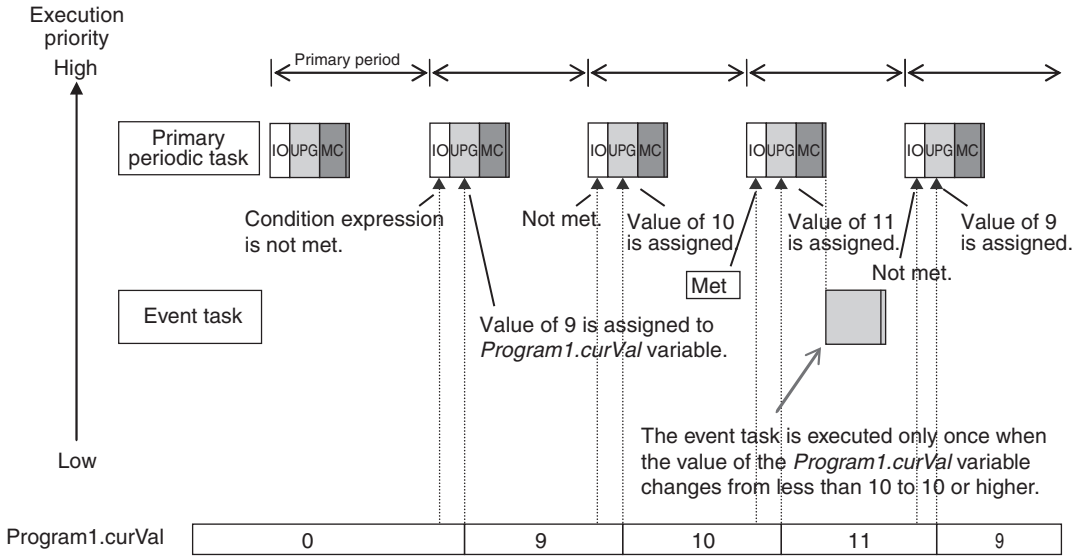 Execution
priority
High
Primary period
Primary
periodic task
IO UPG MC
IO UPG MC
IO UPG MC
IO UPG MC
IO UPG MC
Condition expression
is not met.
Not met.
Value of 10
is assigned.
Value of 11
is assigned.
Value of 9
is assigned.
Met
Not met.
Event task
Value of 9 is assigned to
Program1.curVal variable.
The event task is executed only once when
the value of the Program1.curVal variable
changes from less than 10 to 10 or higher.
Low
Program1.curVal
0 9 10 11 9